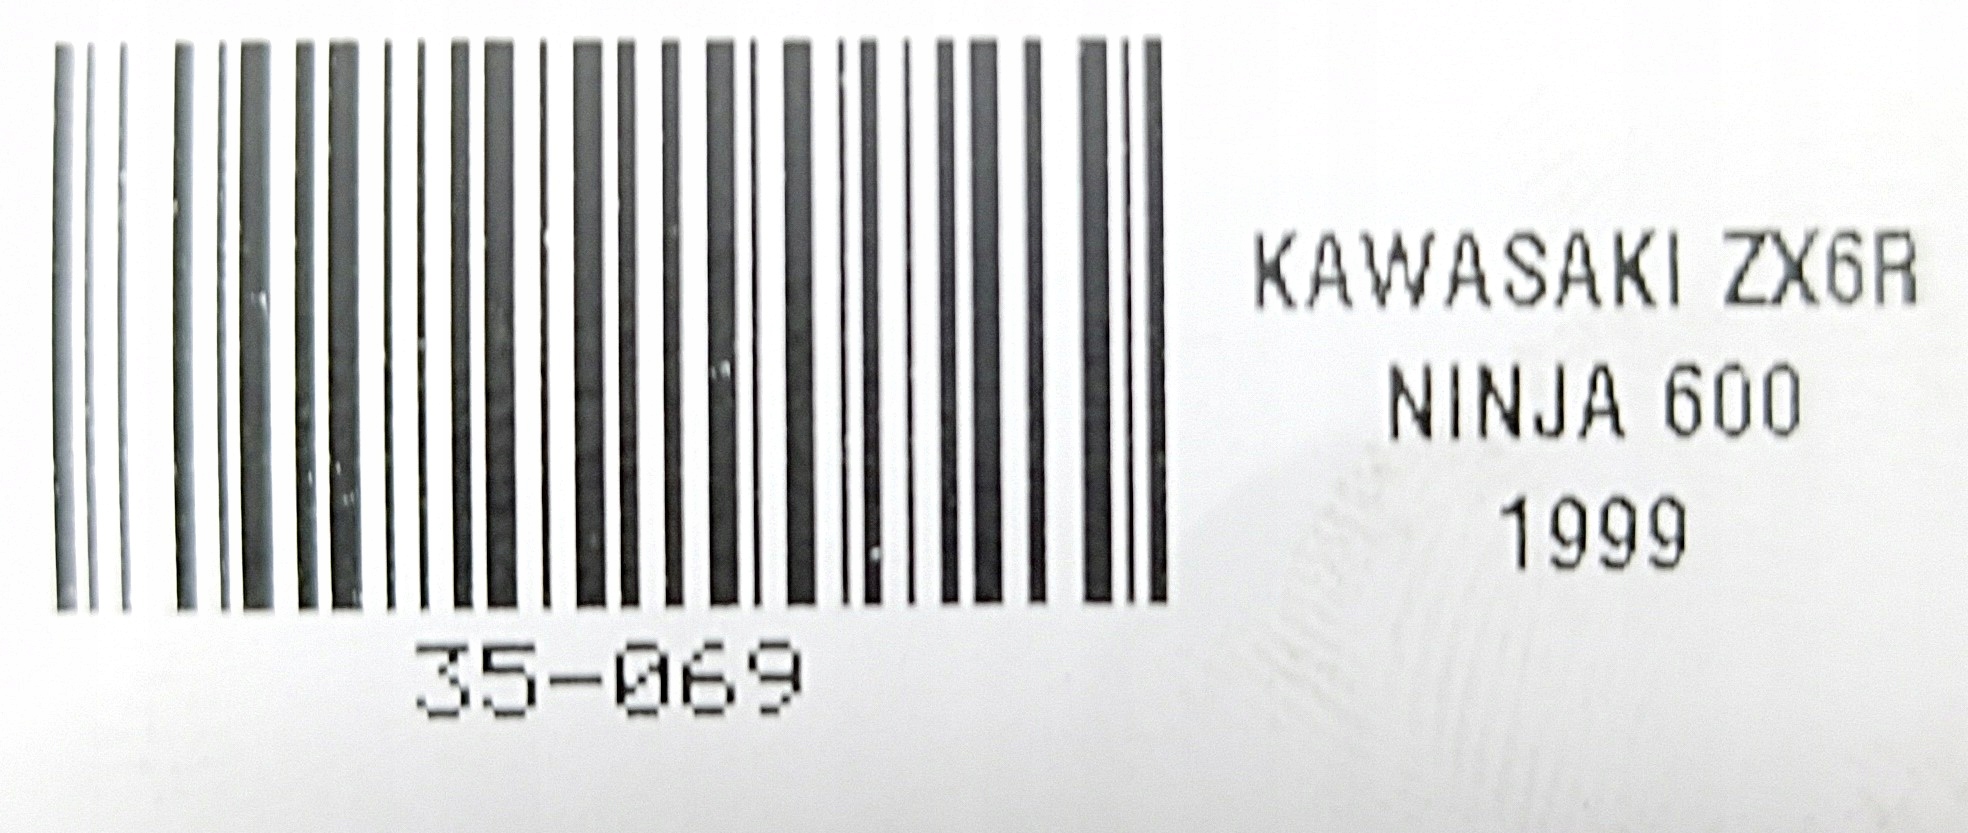 35-069
KAWASAKI ZX6R
NINJA 600
1999